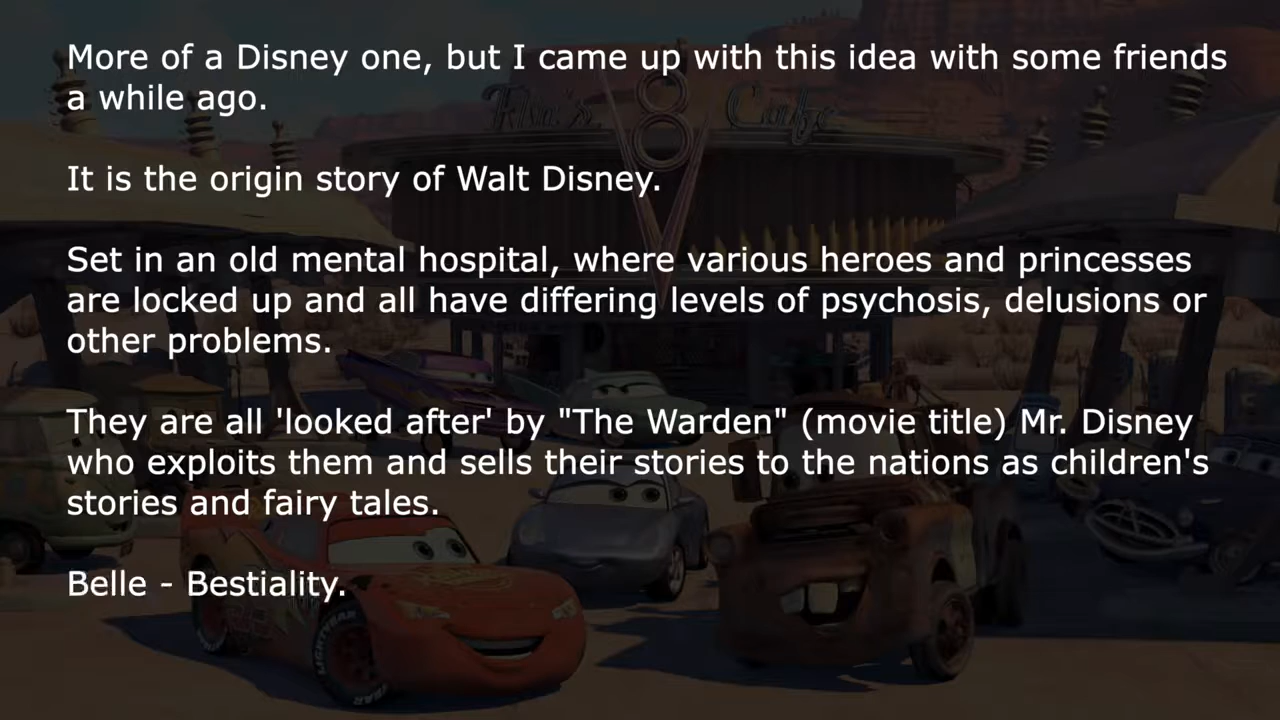 More of a Disney one, but I came up with this idea with some friends
a while ago.
It is the origin story of Walt Disney.
Set in an old mental hospital, where various heroes and princesses
are locked up and all have differing levels of psychosis, delusions or
other problems.
They are all 'looked after' by "The Warden" (movie title) Mr. Disney
who exploits them and sells their stories to the nations as children's
stories and fairy tales.
Belle - Bestiality.
Flo's V8 Cafe